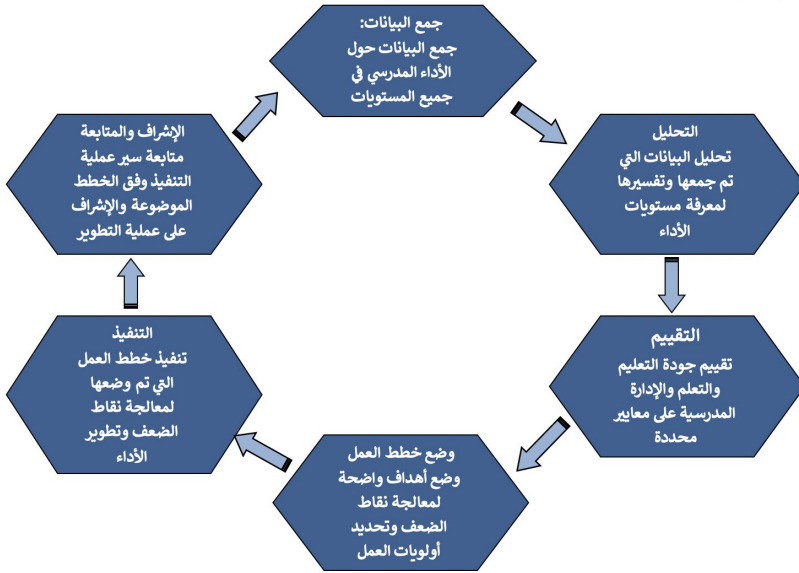 جمع البيانات:
جمع البيانات حول
الأداء المدرسي في
جميع المستويات
التحليل
تحليل البيانات التي
تم جمعها وتفسيرها
لمعرفة مستويات
الأداء
التقييم
تقييم جودة التعليم
والتعلم والإدارة
المدرسية على معايير
محددة
وضع خطط العمل
وضع أهداف واضحة
لمعالجة نقاط
الضعف وتحديد
أولويات العمل
التنفيذ
تنفيذ خطط العمل
التي تم وضعها
لمعالجة نقاط
الضعف وتطوير
الأداء
الإشراف والمتابعة
متابعة سير عملية
التنفيذ وفق الخطط
الموضوعة والإشراف
على عملية التطوير